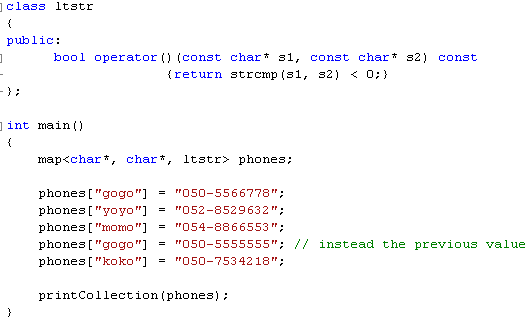 class ltstr
{
public:
bool operator()(const char* s1, const char* s2) const
{return strcmp(s1, s2) < 0;}
};
int main()
{
map<char*, char*, ltstr> phones;
phones["gogo"] = "050-5566778";
phones["yoyo"] = "052-8529632";
phones["momo"] = "054-8866553";
phones["gogo"] = "050-5555555"; // instead the previous value
phones["koko"] = "050-7534218";
printCollection(phones);
}